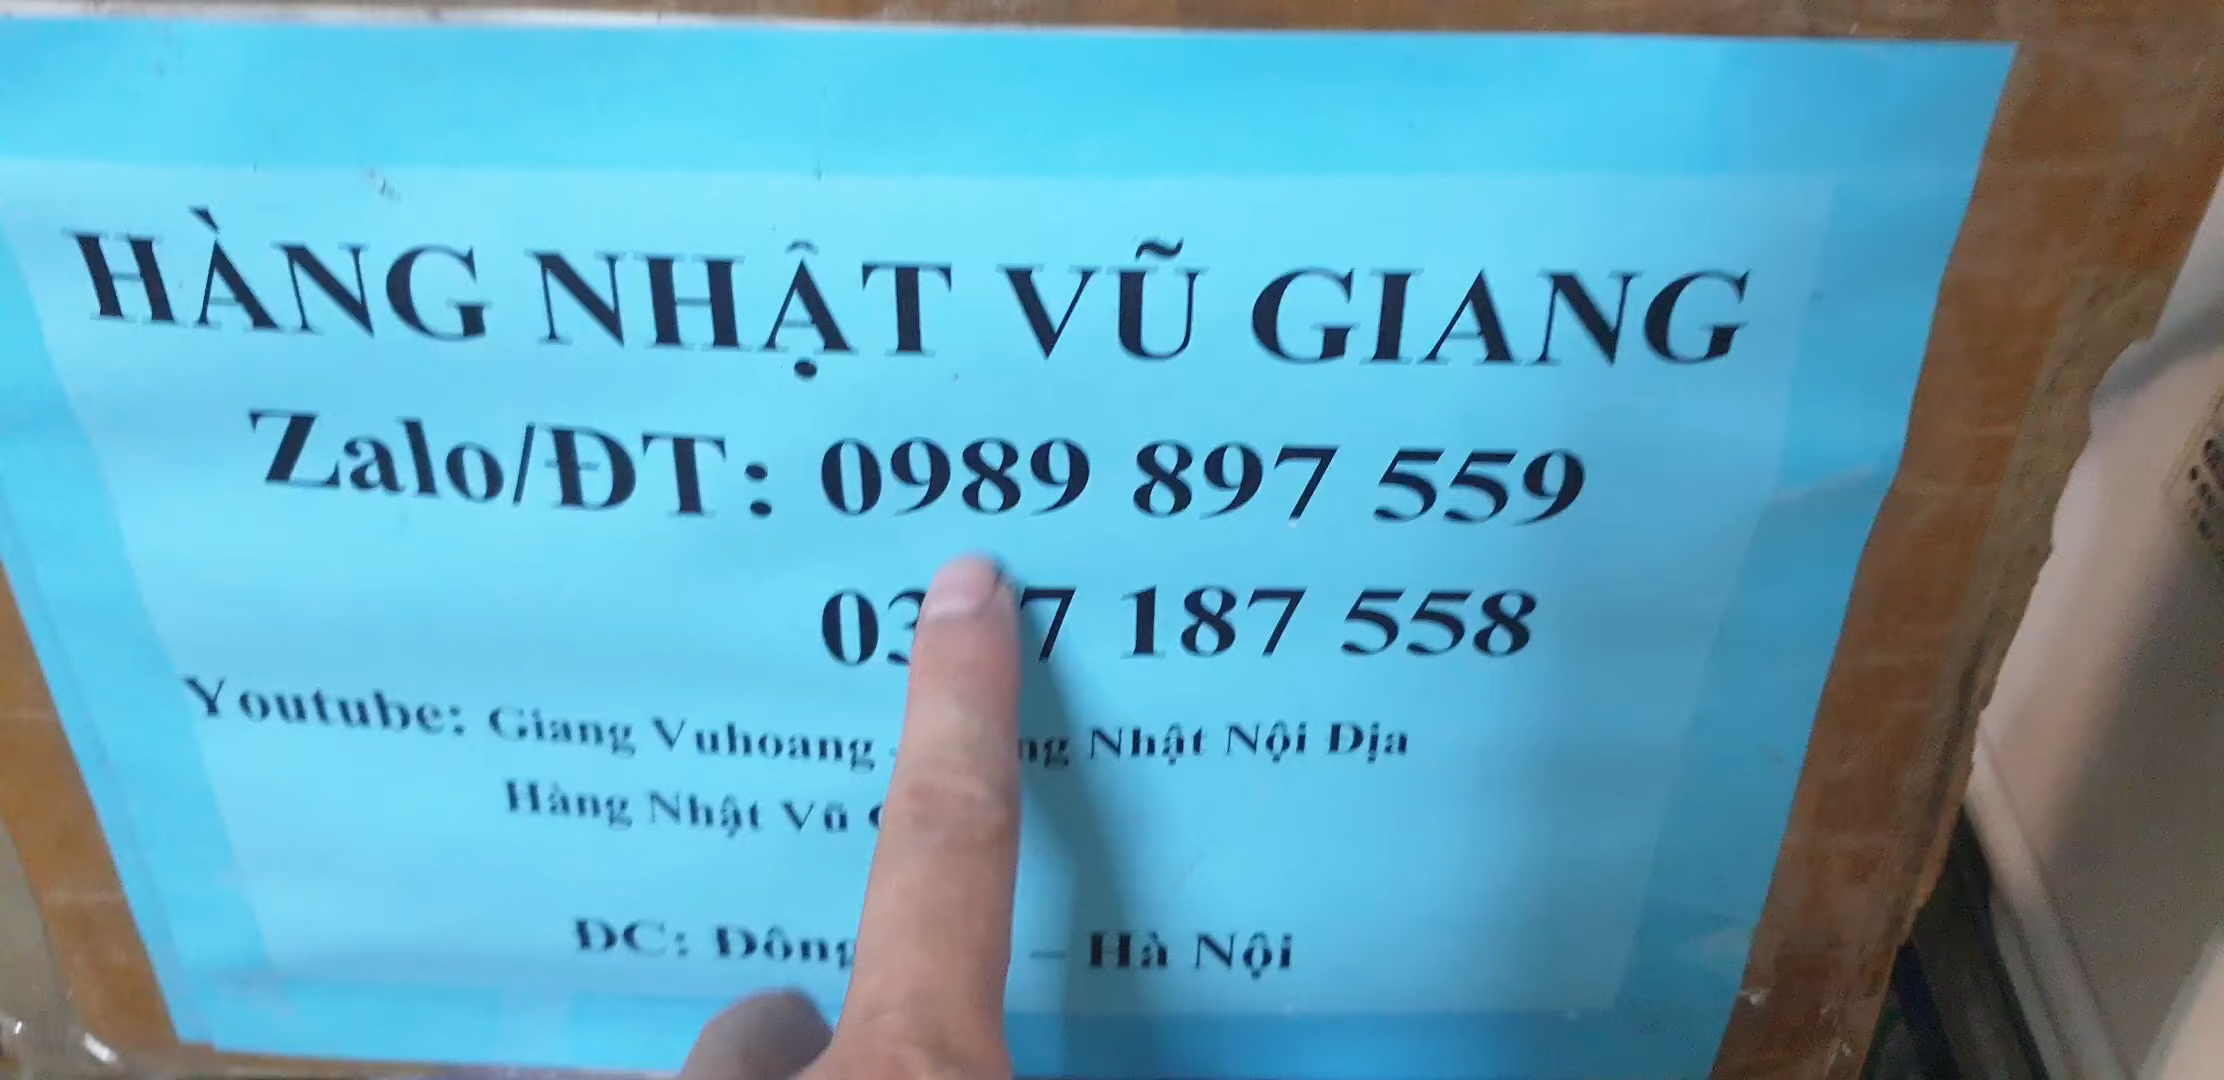 HÀNG NHẬT VŨ GIANG
Zalo/ĐT: 0989 897 559
187 558
Youtube: Giang Vuhoang Nhật Nội Địa
Hàng Nhật Vũ
ĐC: – Hà Nội